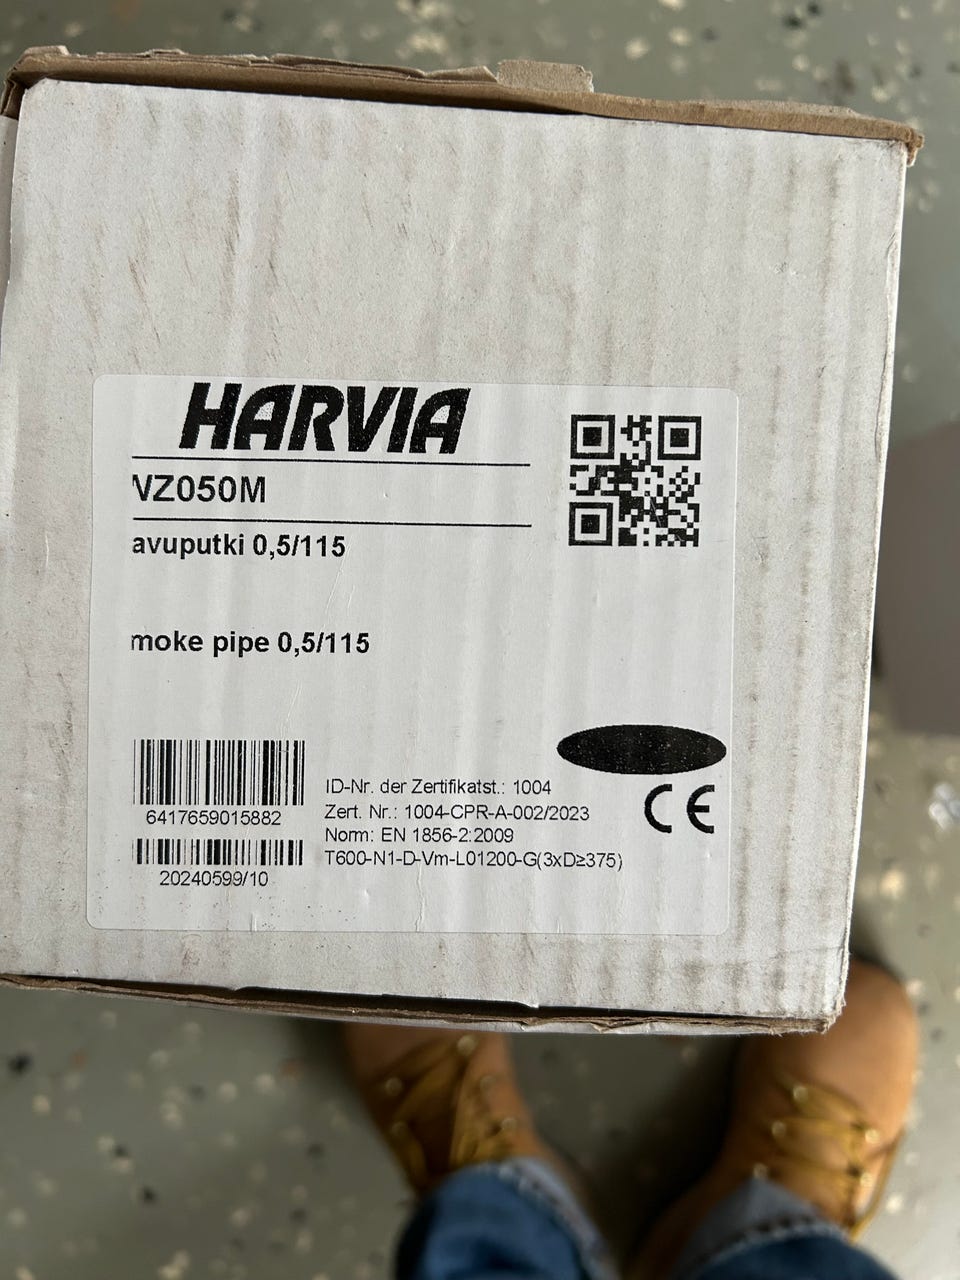 HARVIA
VZ050M
avuputki 0,5/115
moke pipe 0,5/115
6417659015882
20240599/10
ID-Nr. der Zertifikatst.: 1004
Zert. Nr.: 1004-CPR-A-002/2023
Norm: EN 1856-2:2009
T600-N1-D-Vm-L01200-G(3xD≥375)
CE